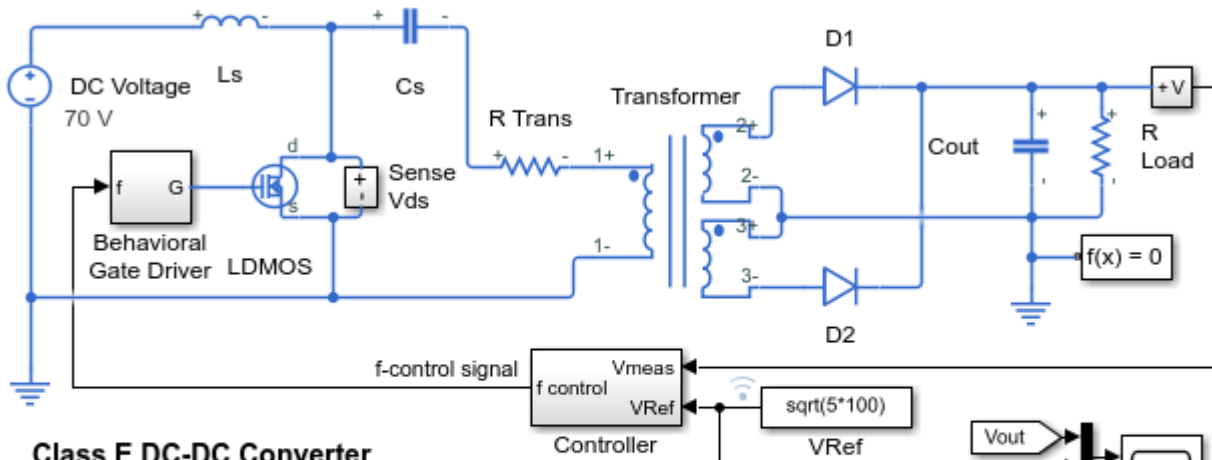 +
-
+
-
D1
DC Voltage
70 V
Ls
Cs
Transformer
R Trans
+V
2+
+
+
Cout
R
Load
d
+
-
1+
f
G
Sense
Vds
2-
-
-
s
3+
Behavioral
Gate Driver
LDMOS
1-
f(x) = 0
3-
D2
f-control signal
Vmeas
f control
VRef
sqrt(5*100)
Controller
VRef
Vout
Class E DC-DC Converter